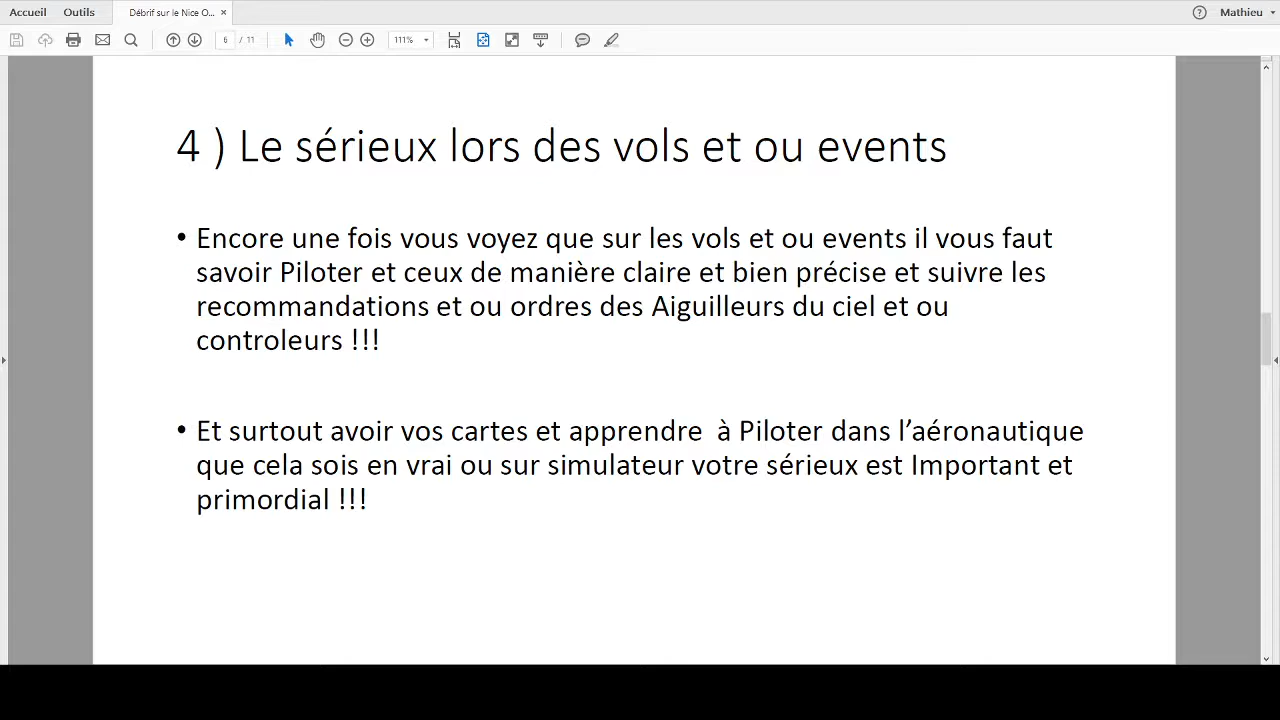 Accueil Outils Débrif sur le Nice O... × ? Mathieu
6 / 11 111%
4 ) Le sérieux lors des vols et ou events
• Encore une fois vous voyez que sur les vols et ou events il vous faut
savoir Piloter et ceux de manière claire et bien précise et suivre les
recommandations et ou ordres des Aiguilleurs du ciel et ou
controleurs !!!
• Et surtout avoir vos cartes et apprendre  à Piloter dans l’aéronautique
que cela sois en vrai ou sur simulateur votre sérieux est Important et
primordial !!!